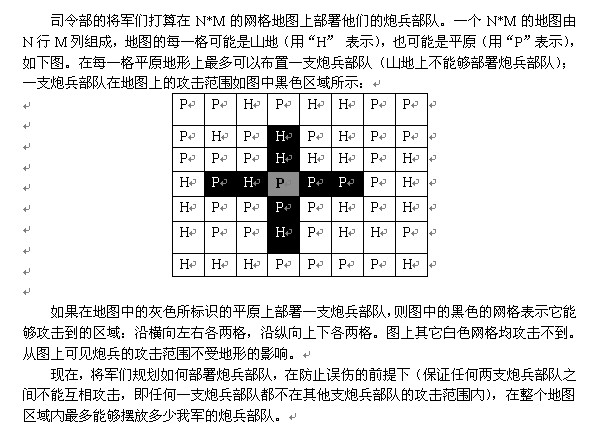 司令部的将军们打算在 N*M 的网格地图上部署他们的炮兵部队。一个 N*M 的地图由
N 行 M 列组成，地图的每一格可能是山地（用“H” 表示），也可能是平原（用“P”表示），
如下图。在每一格平原地形上最多可以布置一支炮兵部队（山地上不能够部署炮兵部队）；
一支炮兵部队在地图上的攻击范围如图中黑色区域所示：
P P H P H H P P
P H P H P H P P
P P P H H H P H
H P H P P P P H
H P P P P H P H
H P P H P H H P
H H H P P P P H
如果在地图中的灰色所标识的平原上部署一支炮兵部队，则图中的黑色的网格表示它能
够攻击到的区域：沿横向左右各两格，沿纵向上下各两格。图上其它白色网格均攻击不到。
从图上可见炮兵的攻击范围不受地形的影响。
现在，将军们规划如何部署炮兵部队，在防止误伤的前提下（保证任何两支炮兵部队之
间不能互相攻击，即任何一支炮兵部队都不在其他支炮兵部队的攻击范围内），在整个地图
区域内最多能够摆放多少我军的炮兵部队。